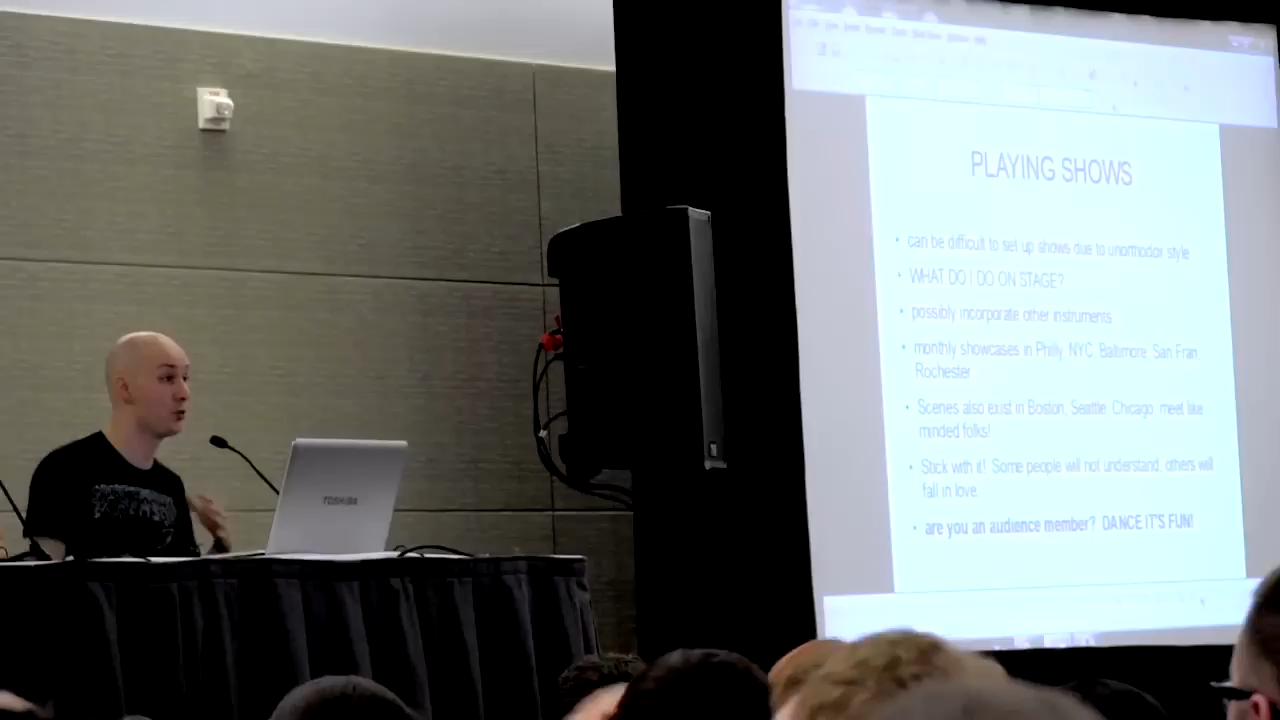 PLAYING SHOWS
• can be difficult to set up shows due to unorthodox style
• WHAT DO I DO ON STAGE?
• possibly incorporate other instruments
• monthly showcases in Philly, NYC, Baltimore, San Fran,
Rochester
• Scenes also exist in Boston, Seattle, Chicago, meet like
minded folks!
• Stick with it! Some people will not understand, others will
fall in love.
• are you an audience member? DANCE IT'S FUN!
TOSHIBA